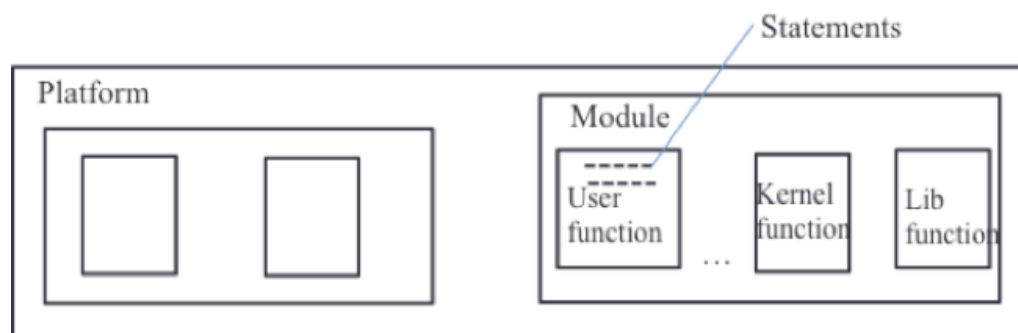 Statements
Platform
Module
User
function
...
Kernel
function
Lib
function